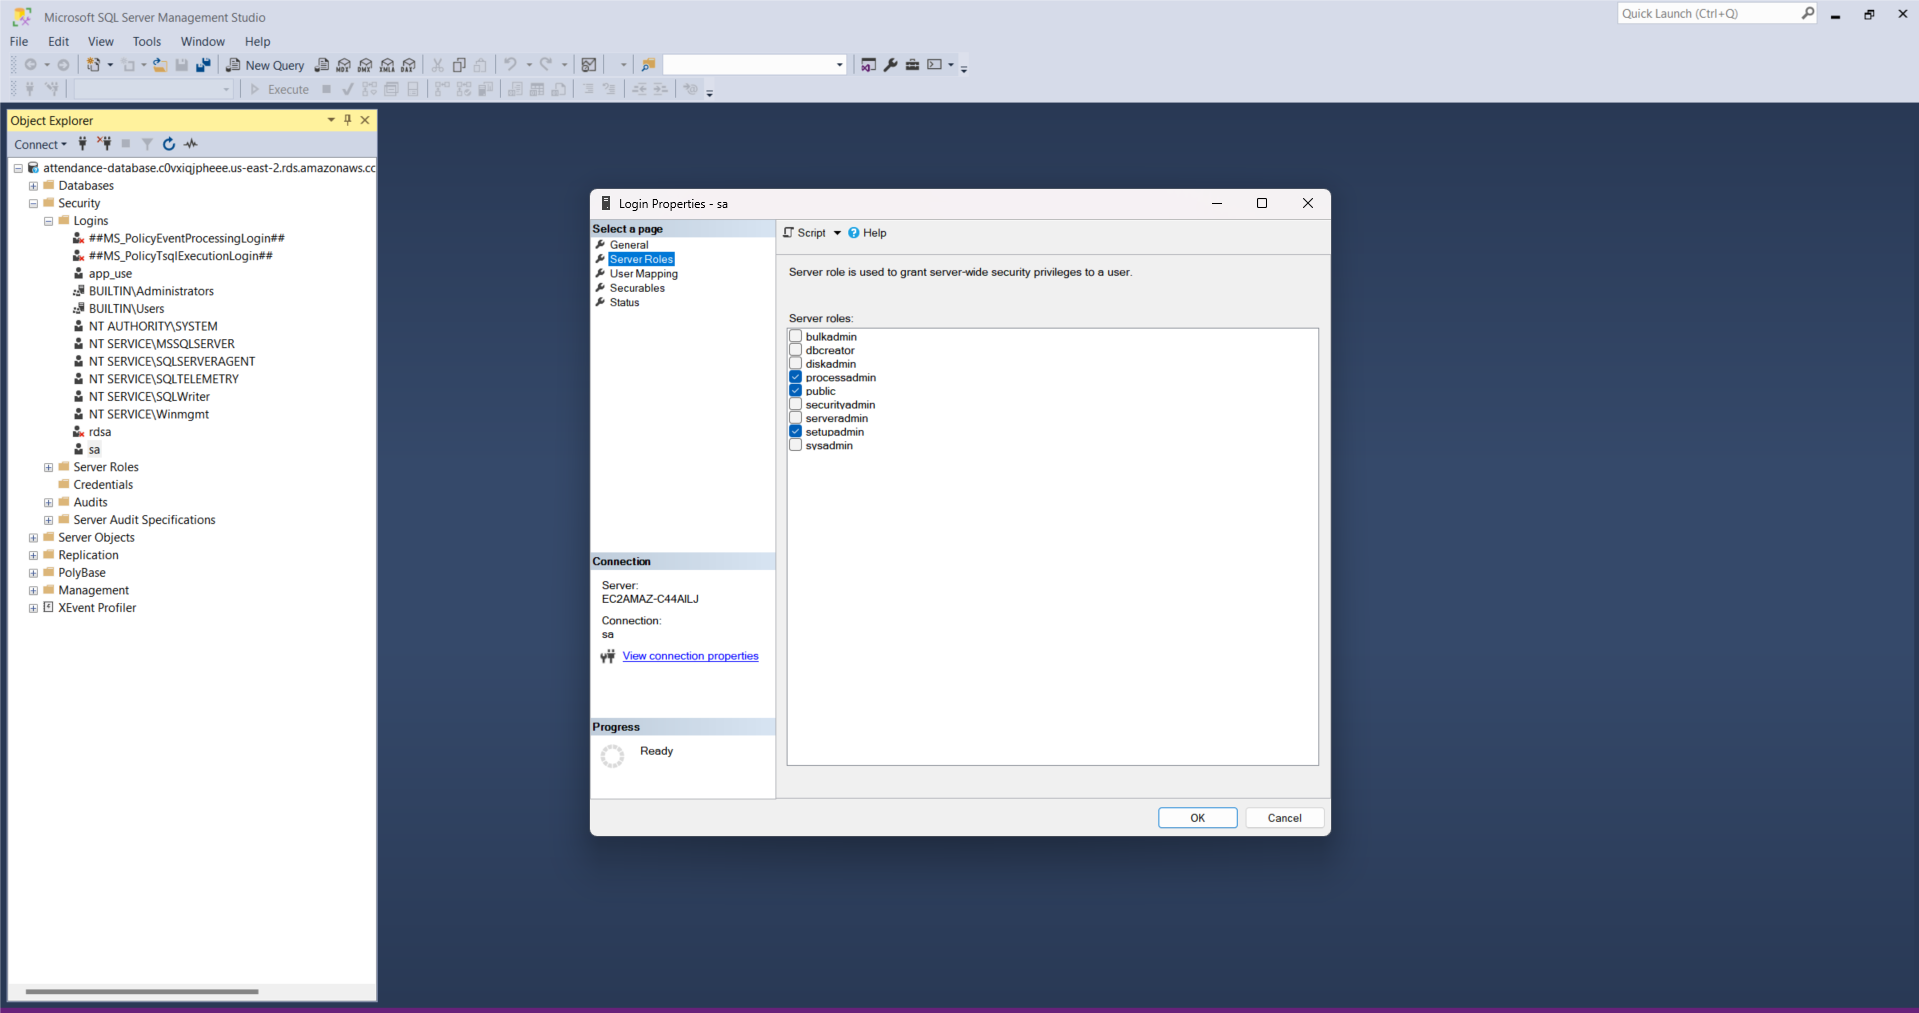 Microsoft SQL Server Management Studio
Quick Launch (Ctrl+Q)
File Edit View Tools Window Help
New Query
MDX DMX XMLA DAX
Execute
Object Explorer
Connect
attendance-database.c0vxiqjpheee.us-east-2.rds.amazonaws.cc
Databases
Security
Logins
##MS_PolicyEventProcessingLogin##
##MS_PolicyTsqlExecutionLogin##
app_use
BUILTIN\Administrators
BUILTIN\Users
NT AUTHORITY\SYSTEM
NT SERVICE\MSSQLSERVER
NT SERVICE\SQLSERVERAGENT
NT SERVICE\SQLTELEMETRY
NT SERVICE\SQLWriter
NT SERVICE\Winmgmt
rdsa
sa
Server Roles
Credentials
Audits
Server Audit Specifications
Server Objects
Replication
PolyBase
Management
XEvent Profiler
Login Properties - sa
Select a page
General
Server Roles
User Mapping
Securables
Status
Connection
Server:
EC2AMAZ-C44AILJ
Connection:
sa
View connection properties
Progress
Ready
Script Help
Server role is used to grant server-wide security privileges to a user.
Server roles:
bulkadmin
dbcreator
diskadmin
processadmin
public
securityadmin
serveradmin
setupadmin
sysadmin
OK Cancel